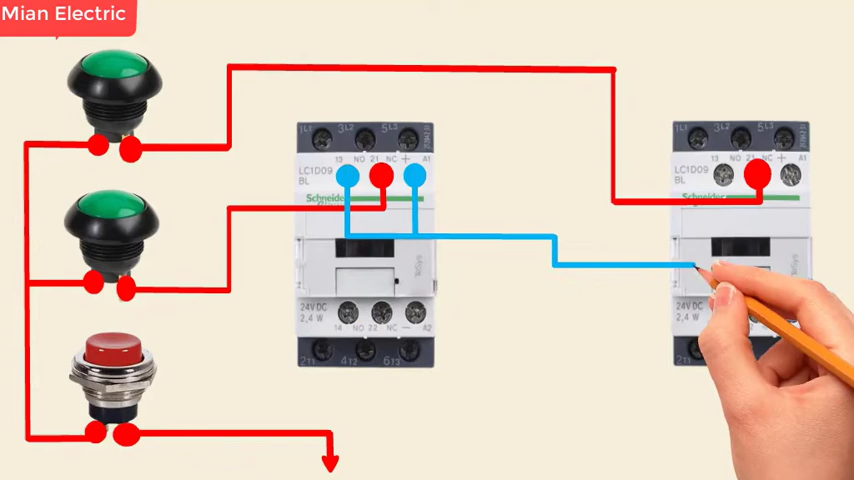 Mian Electric
1L1 3L2 5L3
13 NO 21 NC + A1
LC1D09
BL
Schneider
TeSys
24V DC
2,4 W
14 NO 22 NC — A2
2T1 4T2 6T3
1L1 3L2 5L3
13 NO 21 NC + A1
LC1D09
BL
Schneider
24V DC
2,4 W
2T1